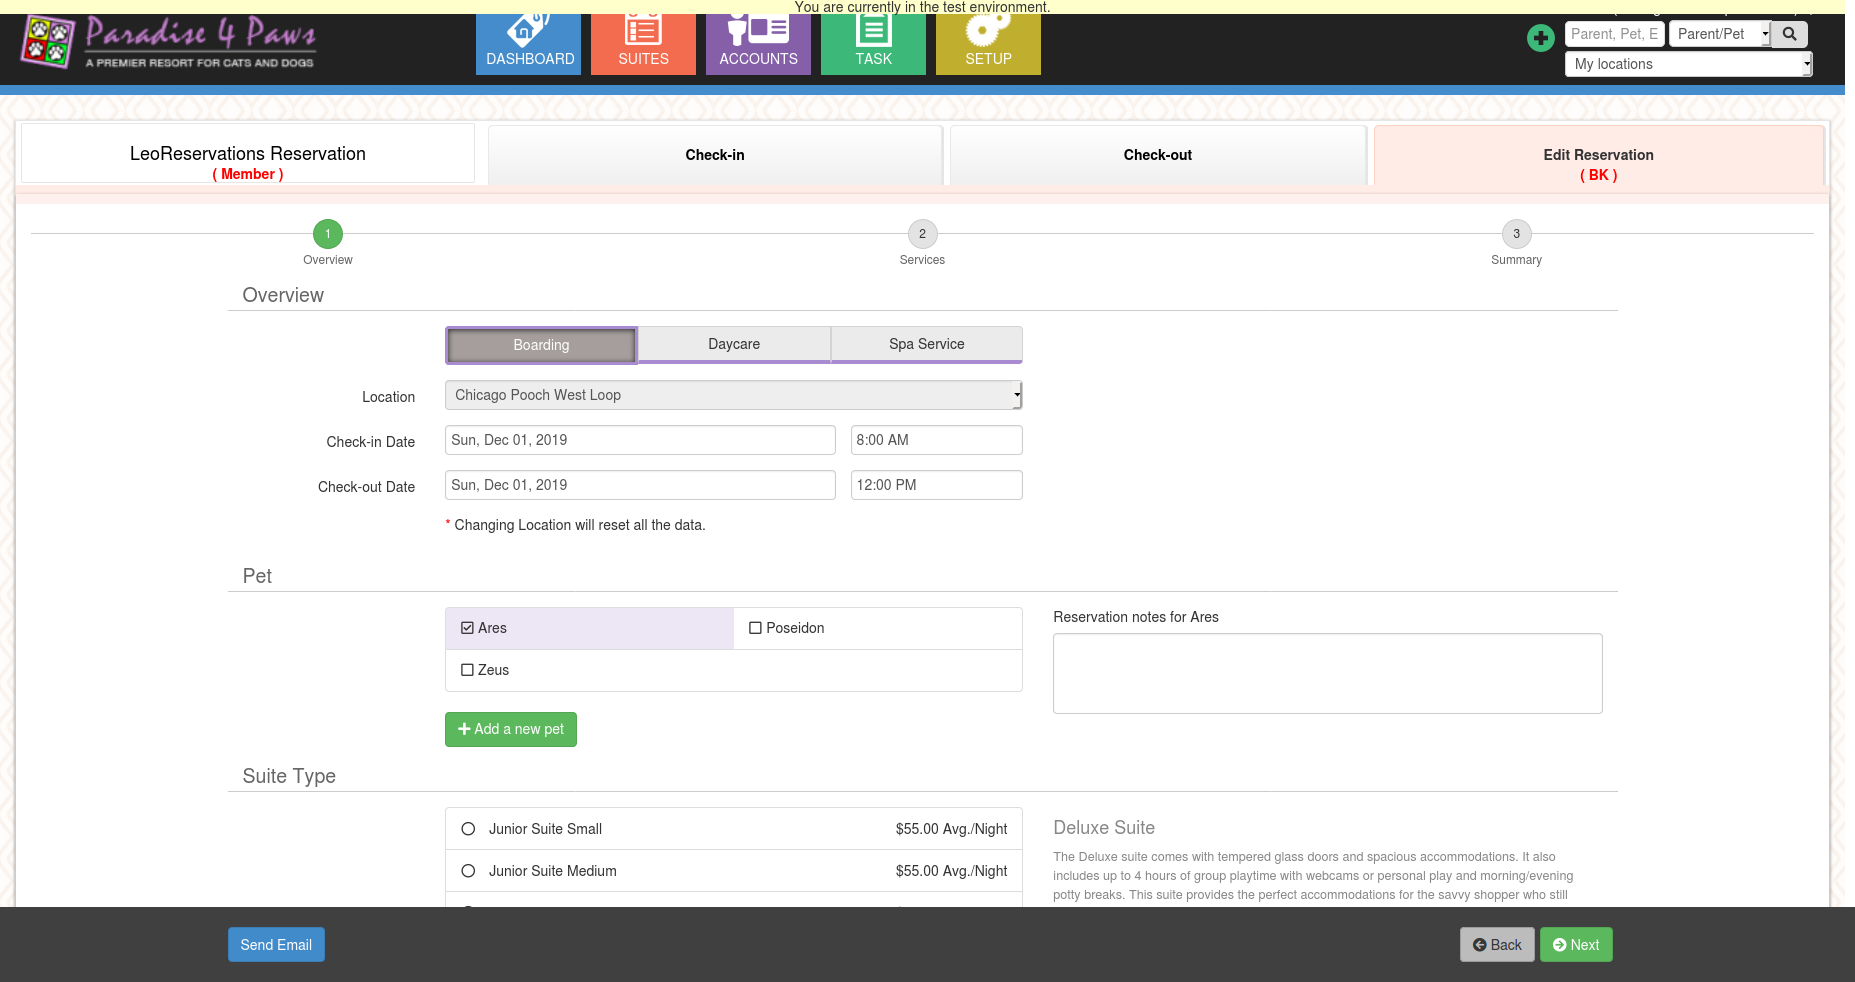 You are currently in the test environment.
Paradise 4 Paws
A PREMIER RESORT FOR CATS AND DOGS
DASHBOARD
SUITES
ACCOUNTS
TASK
SETUP
Parent, Pet, E
Parent/Pet
My locations
LeoReservations Reservation
( Member )
Check-in
Check-out
Edit Reservation
( BK )
1
2
3
Overview
Services
Summary
Overview
Boarding
Daycare
Spa Service
Location
Chicago Pooch West Loop
Check-in Date
Sun, Dec 01, 2019
8:00 AM
Check-out Date
Sun, Dec 01, 2019
12:00 PM
* Changing Location will reset all the data.
Pet
Ares
Poseidon
Zeus
Reservation notes for Ares
Add a new pet
Suite Type
Junior Suite Small
$55.00 Avg./Night
Junior Suite Medium
$55.00 Avg./Night
Deluxe Suite
The Deluxe suite comes with tempered glass doors and spacious accommodations. It also
includes up to 4 hours of group playtime with webcams or personal play and morning/evening
potty breaks. This suite provides the perfect accommodations for the savvy shopper who still
Send Email
Back
Next